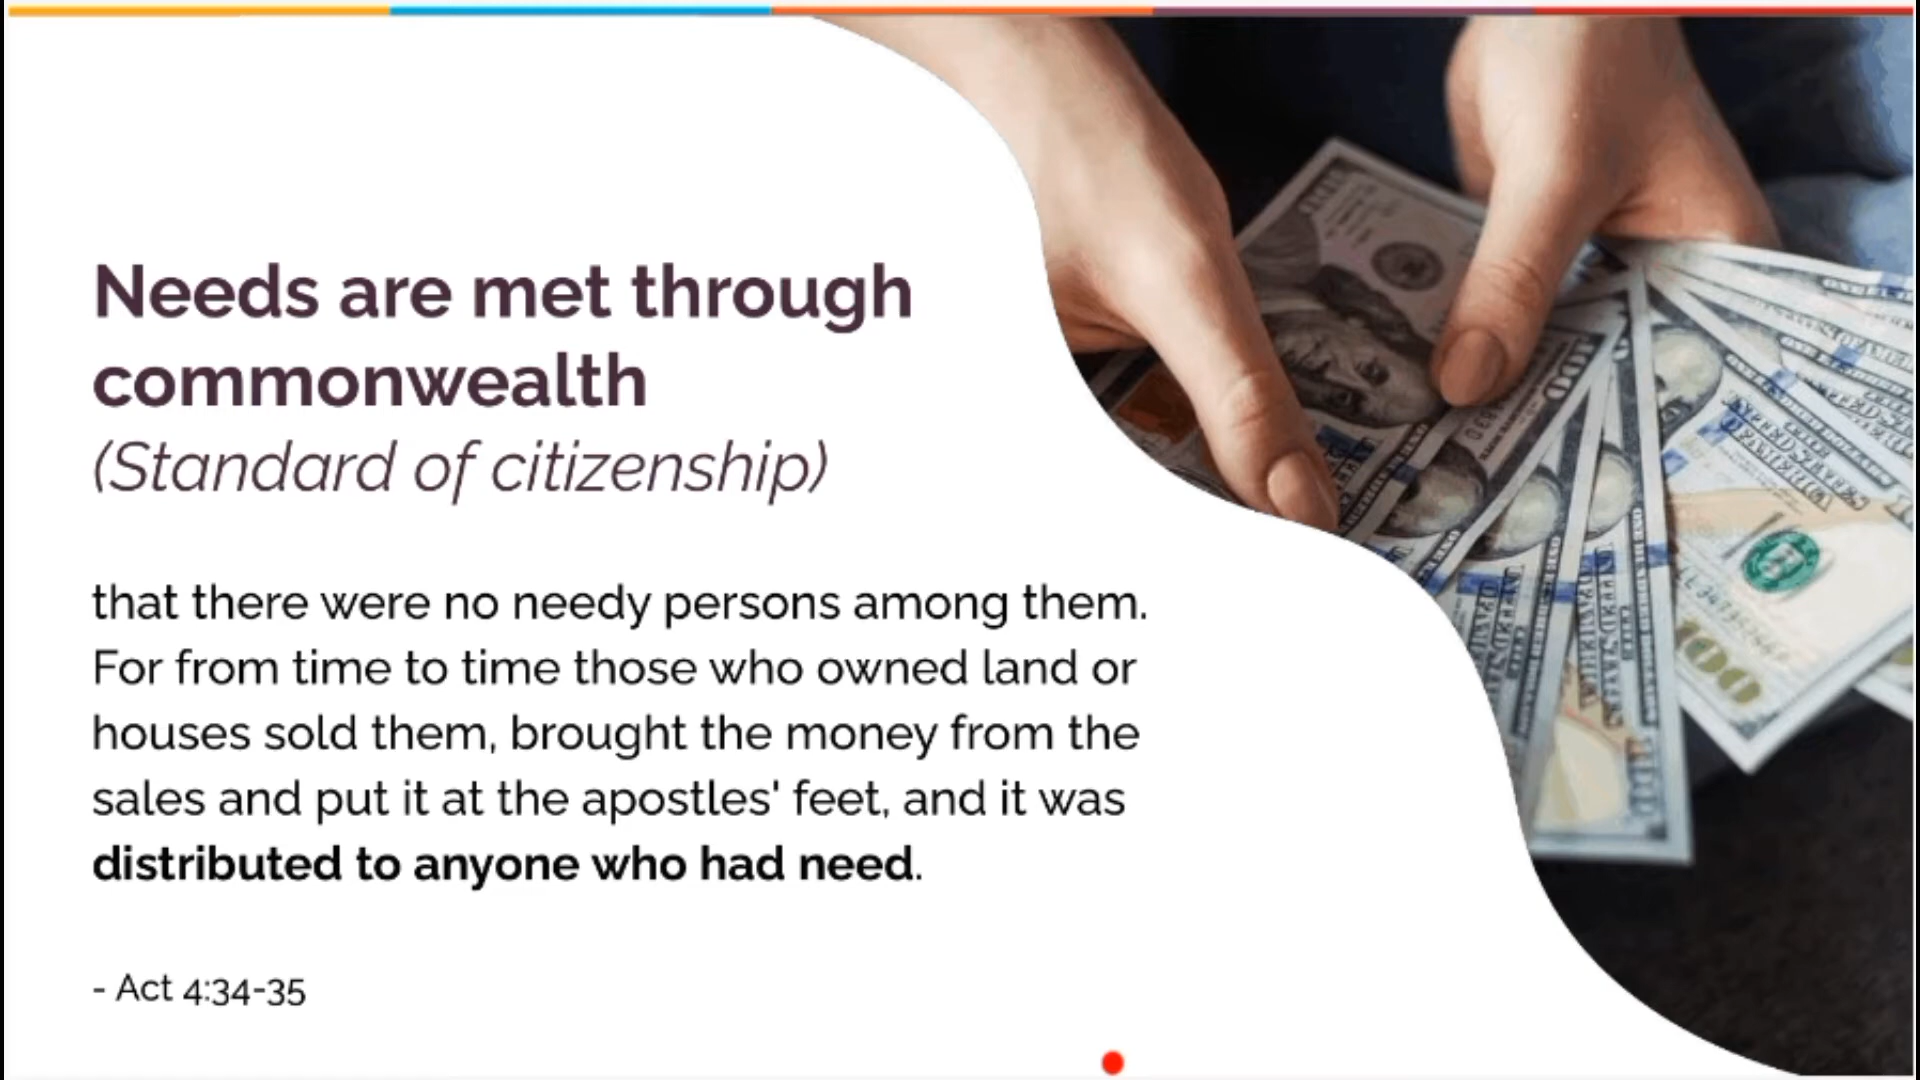 Needs are met through
commonwealth
(Standard of citizenship)
that there were no needy persons among them.
For from time to time those who owned land or
houses sold them, brought the money from the
sales and put it at the apostles' feet, and it was
distributed to anyone who had need.
- Act 4:34-35
100